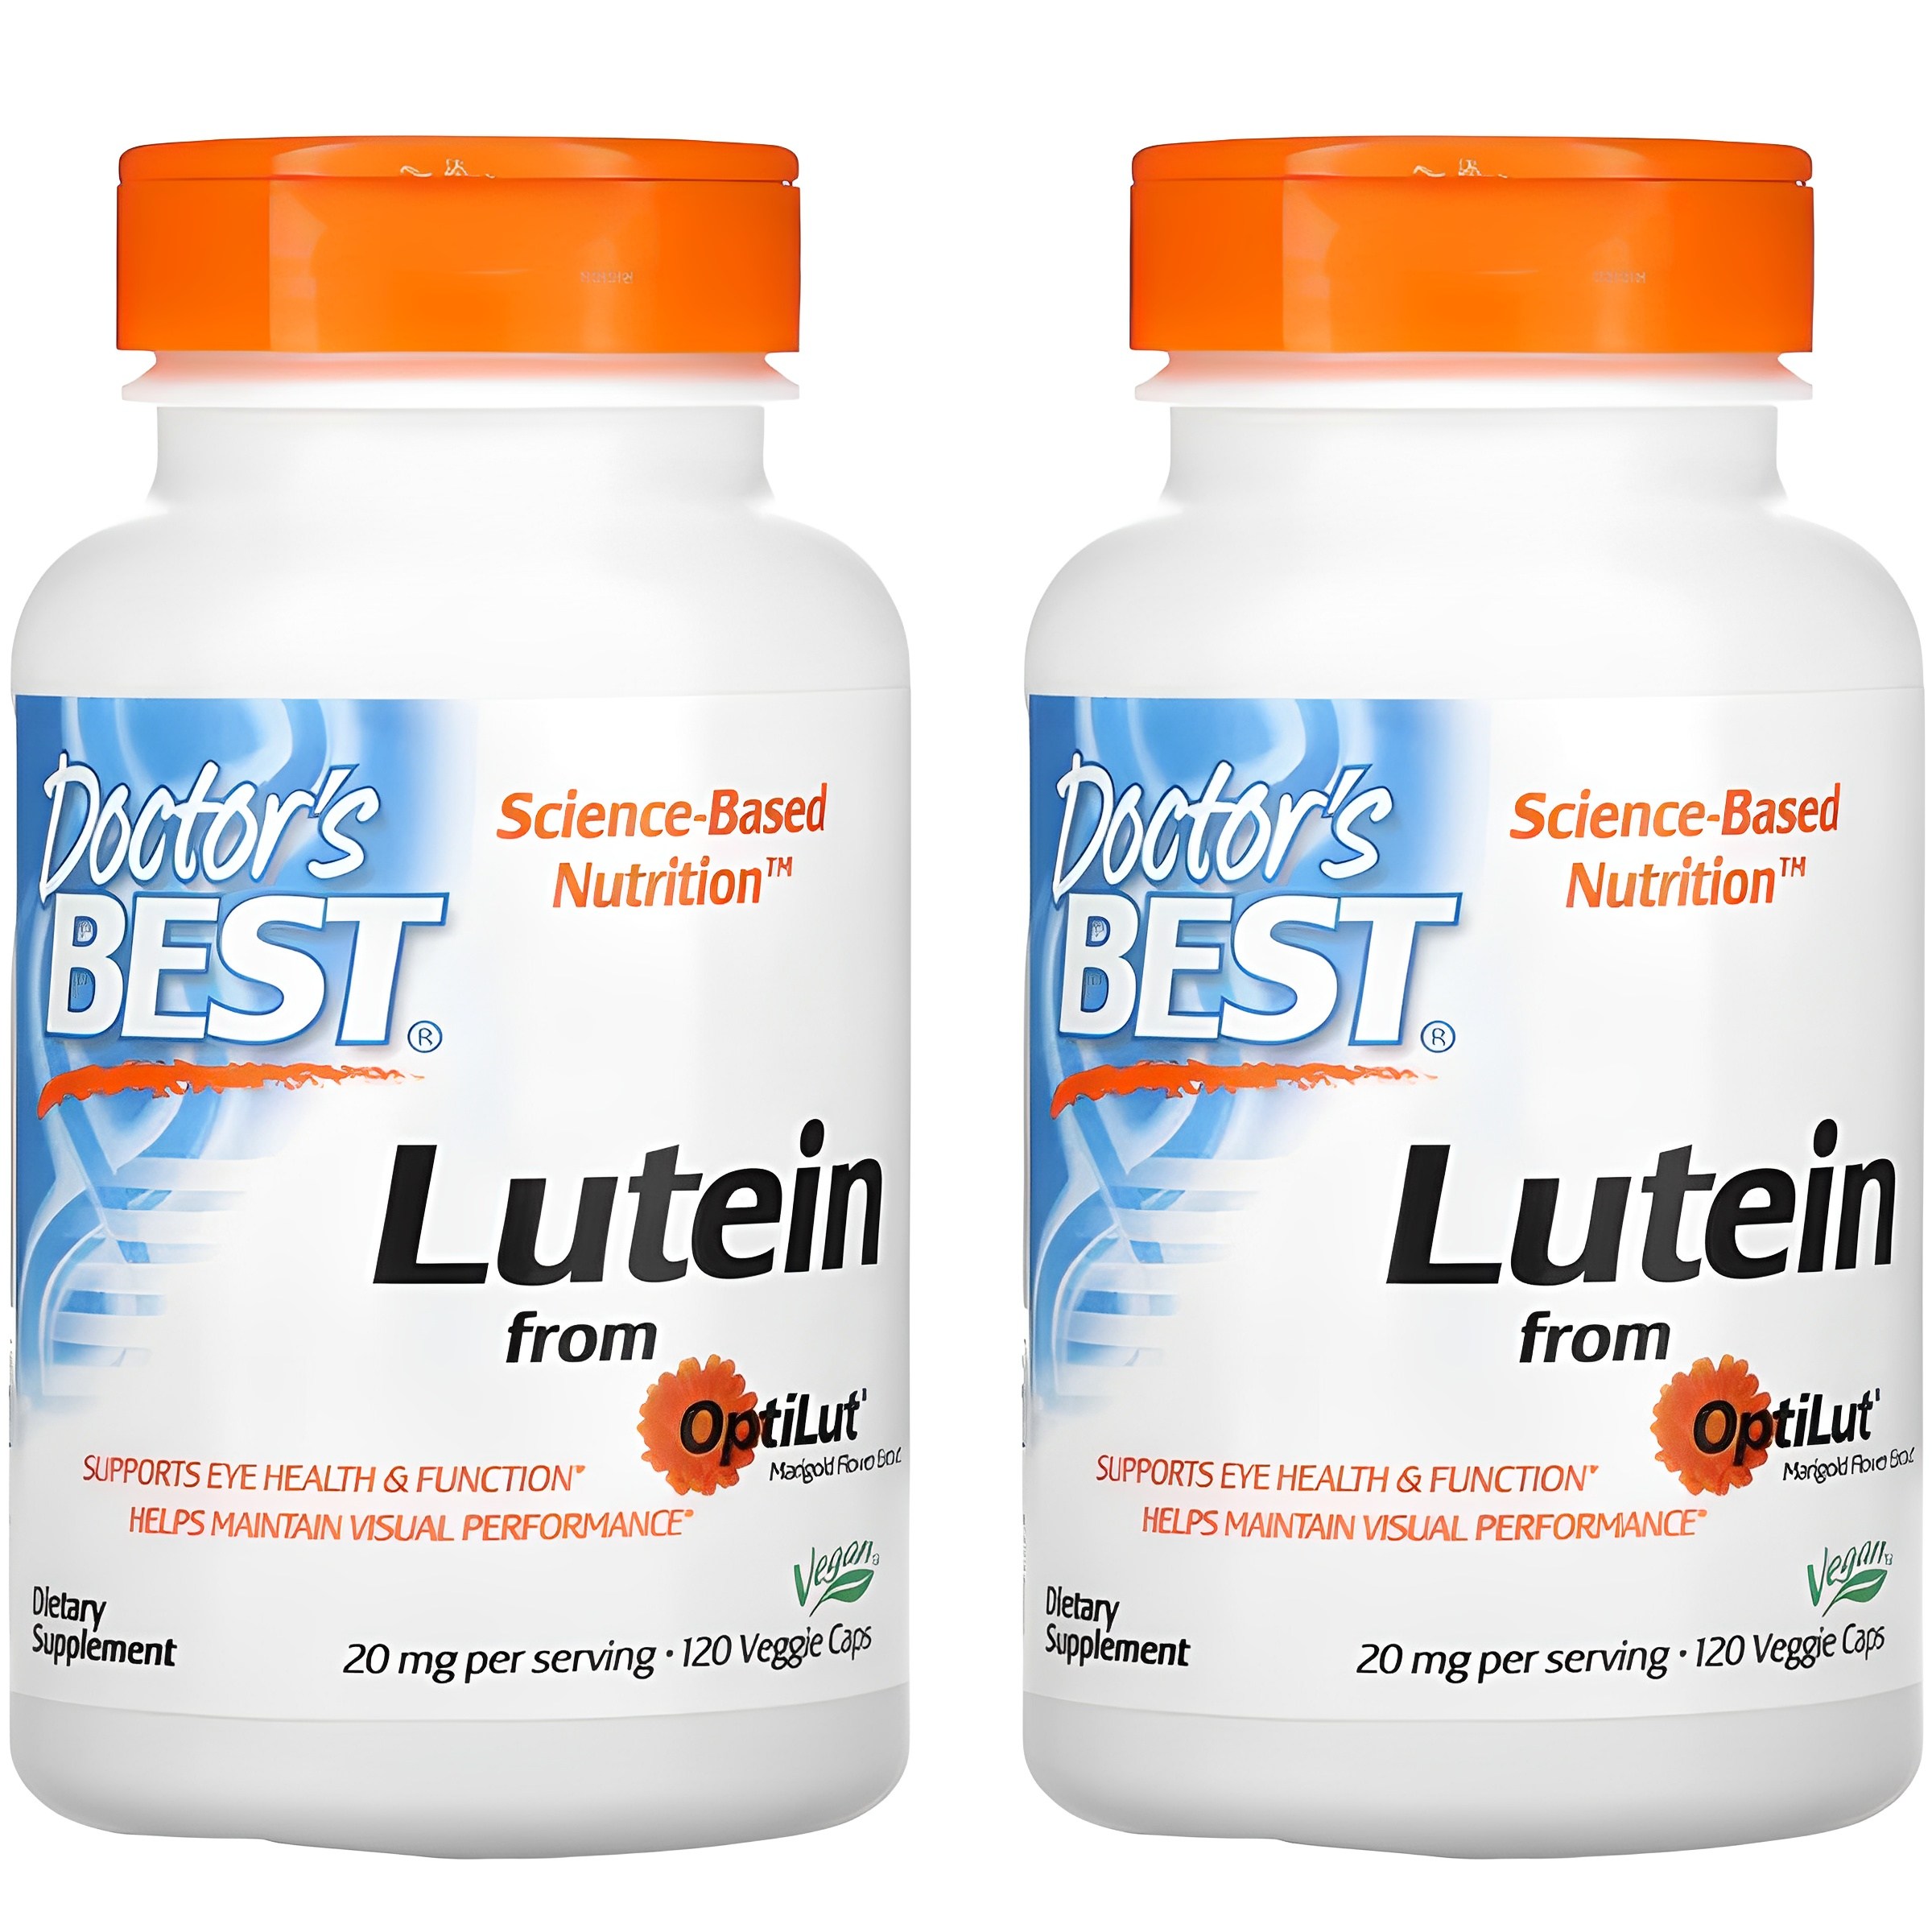 Doctor's
BEST®
Science-Based
Nutrition™
Lutein
from
OptiLut
Marigold
SUPPORTS EYE HEALTH & FUNCTION*
HELPS MAINTAIN VISUAL PERFORMANCE*
Vegan
Dietary
Supplement
20 mg per serving · 120 Veggie Caps
Doctor's
BEST®
Science-Based
Nutrition™
Lutein
from
OptiLut
Marigold
SUPPORTS EYE HEALTH & FUNCTION*
HELPS MAINTAIN VISUAL PERFORMANCE*
Vegan
Dietary
Supplement
20 mg per serving · 120 Veggie Caps